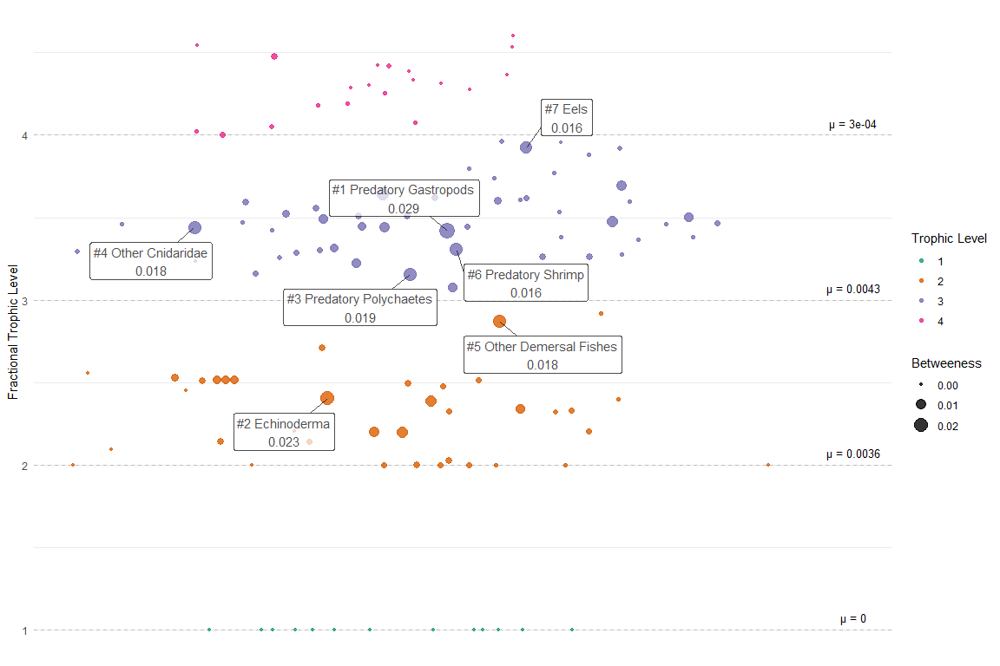 #7 Eels
0.016
4
μ = 3e-04
#1 Predatory Gastropods
0.029
#4 Other Cnidaridae
0.018
#6 Predatory Shrimp
0.016
#3 Predatory Polychaetes
0.019
3
μ = 0.0043
#5 Other Demersal Fishes
0.018
#2 Echinoderma
0.023
2
μ = 0.0036
1
μ = 0
Fractional Trophic Level
Trophic Level
1
2
3
4
Betweeness
0.00
0.01
0.02